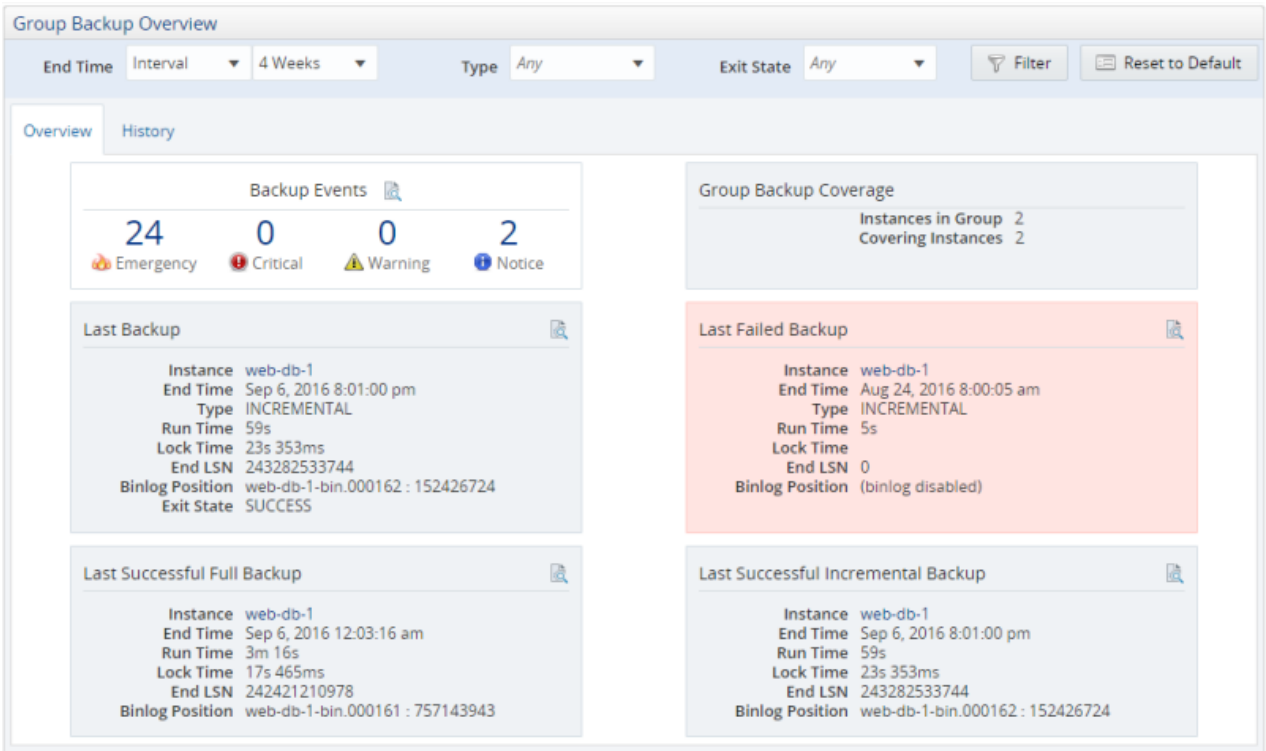 Group Backup Overview
End Time Interval 4 Weeks Type Any Exit State Any Filter Reset to Default
Overview History
Backup Events
24 0 0 2
Emergency Critical Warning Notice
Group Backup Coverage
Instances in Group 2
Covering Instances 2
Last Backup
Instance web-db-1
End Time Sep 6, 2016 8:01:00 pm
Type INCREMENTAL
Run Time 59s
Lock Time 23s 353ms
End LSN 243282533744
Binlog Position web-db-1-bin.000162 : 152426724
Exit State SUCCESS
Last Failed Backup
Instance web-db-1
End Time Aug 24, 2016 8:00:05 am
Type INCREMENTAL
Run Time 5s
Lock Time
End LSN 0
Binlog Position (binlog disabled)
Last Successful Full Backup
Instance web-db-1
End Time Sep 6, 2016 12:03:16 am
Run Time 3m 16s
Lock Time 17s 465ms
End LSN 242421210978
Binlog Position web-db-1-bin.000161 : 757143943
Last Successful Incremental Backup
Instance web-db-1
End Time Sep 6, 2016 8:01:00 pm
Run Time 59s
Lock Time 23s 353ms
End LSN 243282533744
Binlog Position web-db-1-bin.000162 : 152426724